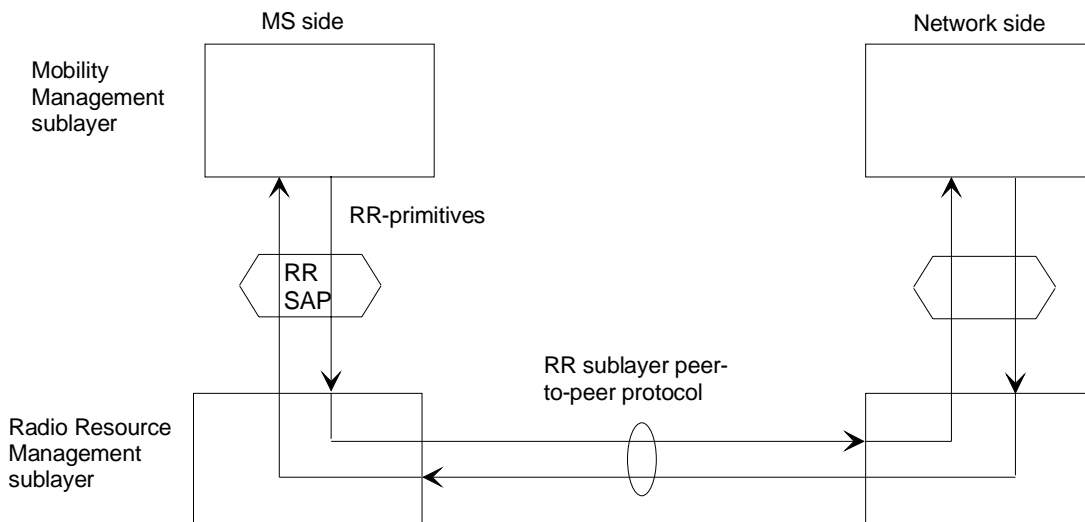 MS side
Network side
Mobility
Management
sublayer
RR-primitives
RR
SAP
RR sublayer peer-
to-peer protocol
Radio Resource
Management
sublayer